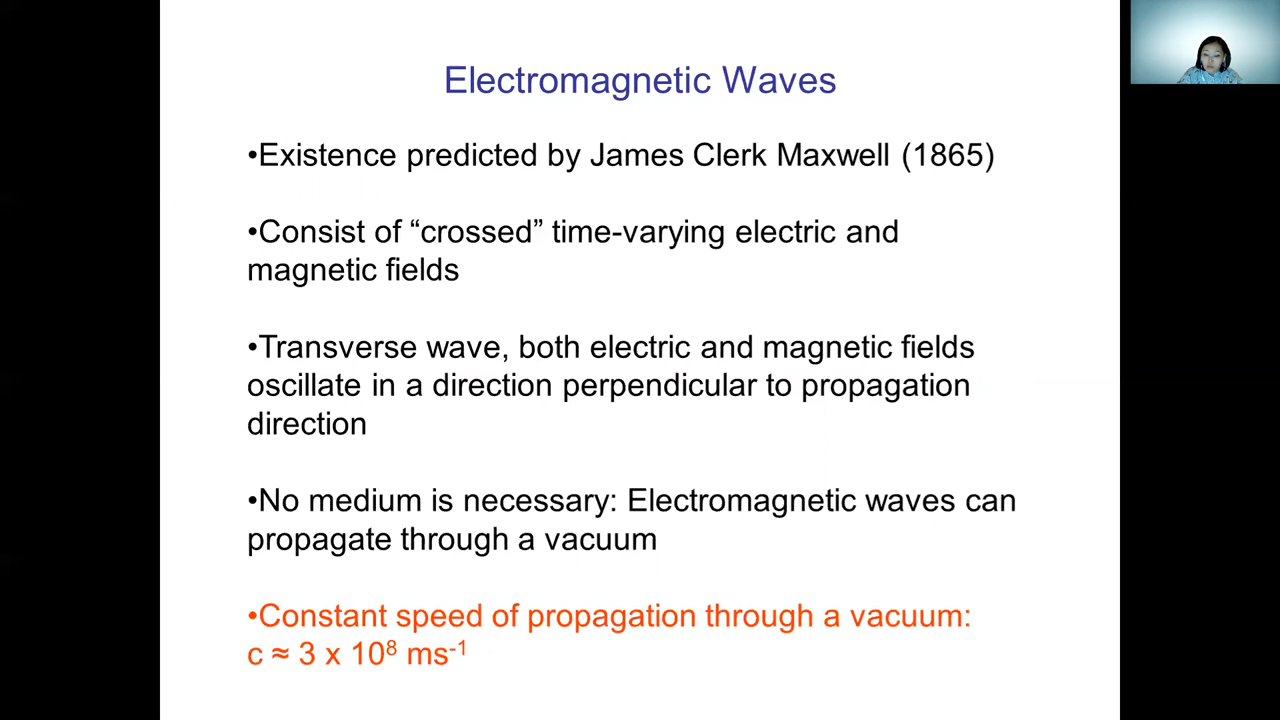 Electromagnetic Waves
•Existence predicted by James Clerk Maxwell (1865)
•Consist of “crossed” time-varying electric and
magnetic fields
•Transverse wave, both electric and magnetic fields
oscillate in a direction perpendicular to propagation
direction
•No medium is necessary: Electromagnetic waves can
propagate through a vacuum
•Constant speed of propagation through a vacuum:
c ≈ 3 x 10⁸ ms⁻¹